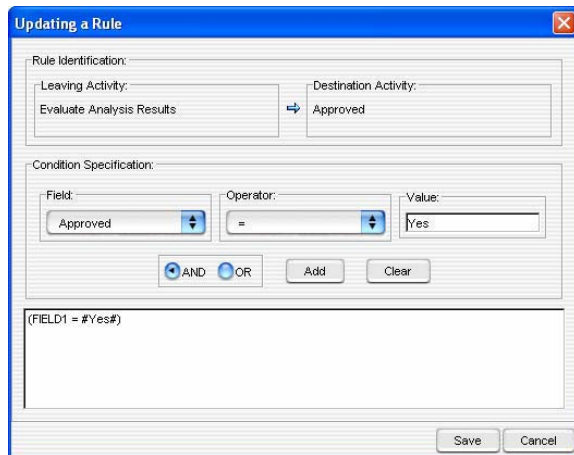 Updating a Rule
Rule Identification:
Leaving Activity:
Evaluate Analysis Results
Destination Activity:
Approved
Condition Specification:
Field:
Approved
Operator:
=
Value:
Yes
AND
OR
Add
Clear
(FIELD1 = #Yes#)
Save
Cancel